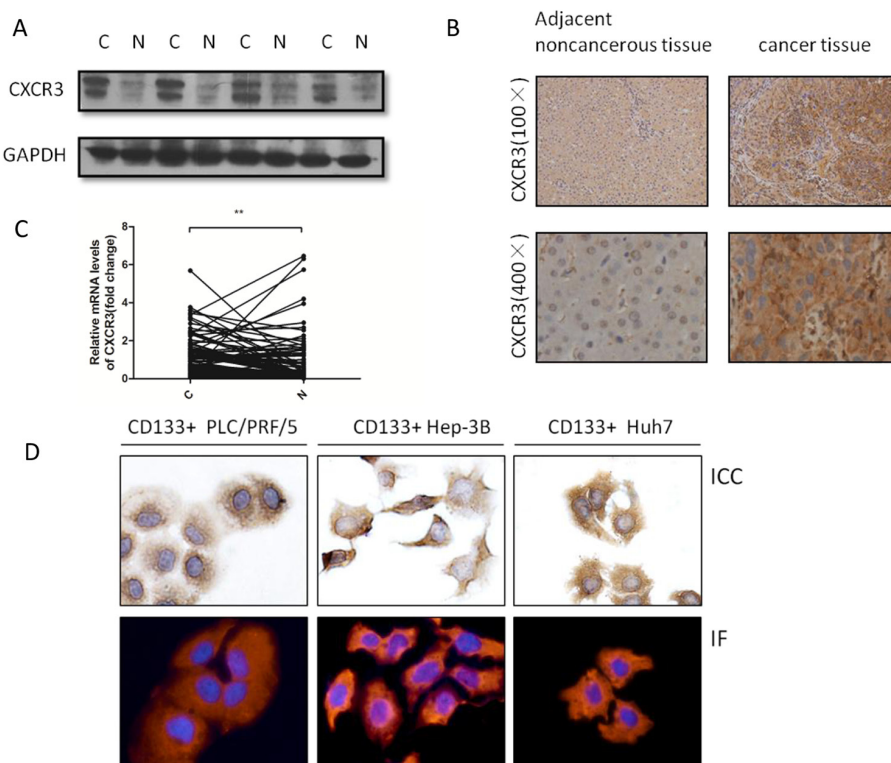 A
C N C N C N C N
CXCR3
GAPDH
B
Adjacent
noncancerous tissue
cancer tissue
CXCR3(100×)
CXCR3(400×)
C
Relative mRNA levels
of CXCR3(fold change)
8
6
4
2
0
**
C
N
D
CD133+ PLC/PRF/5
CD133+ Hep-3B
CD133+ Huh7
ICC
IF